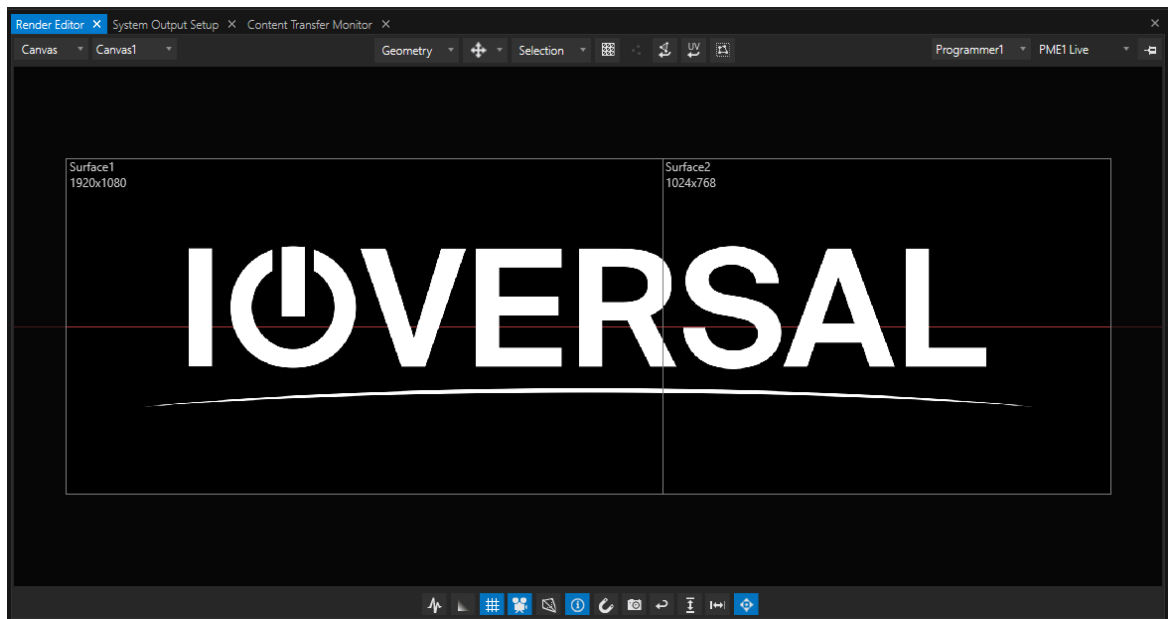 Render Editor System Output Setup Content Transfer Monitor
Canvas Canvas1 Geometry Selection UV Programmer1 PME1 Live
Surface1
1920x1080
Surface2
1024x768
IOVERSAL